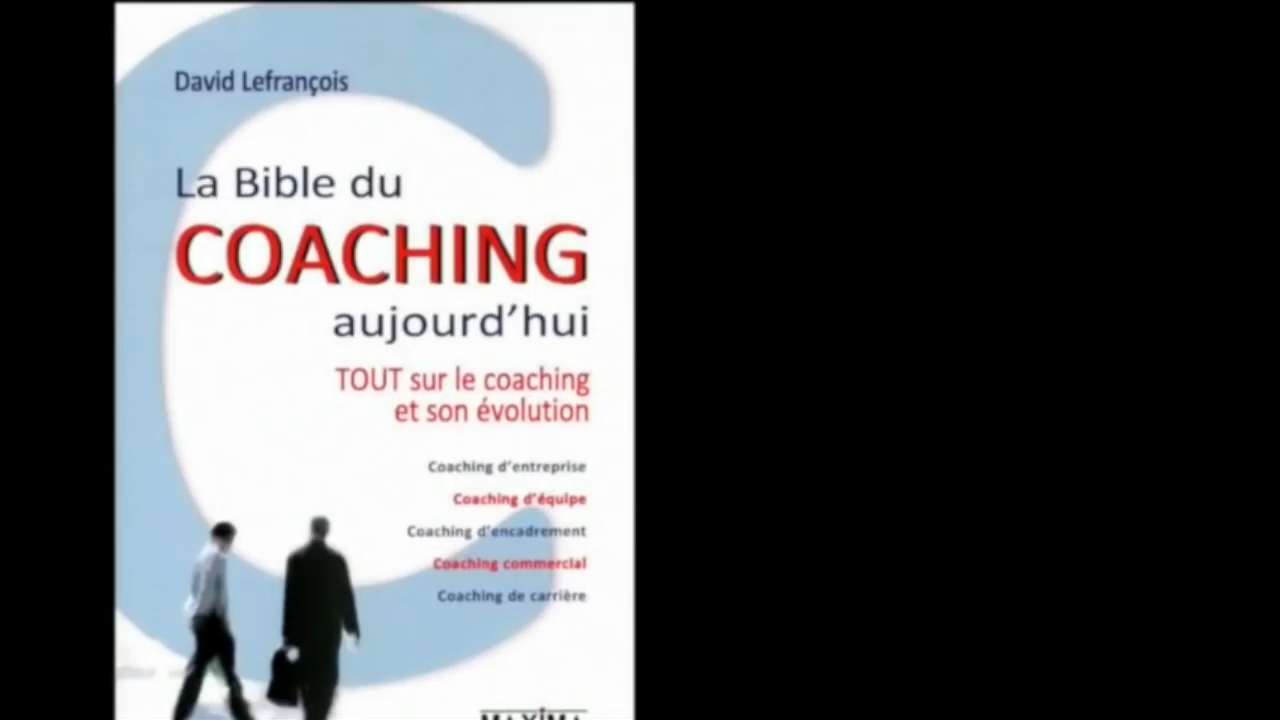 David Lefrançois
La Bible du
COACHING
aujourd’hui
TOUT sur le coaching
et son évolution
Coaching d’entreprise
Coaching d’équipe
Coaching d’encadrement
Coaching commercial
Coaching de carrière